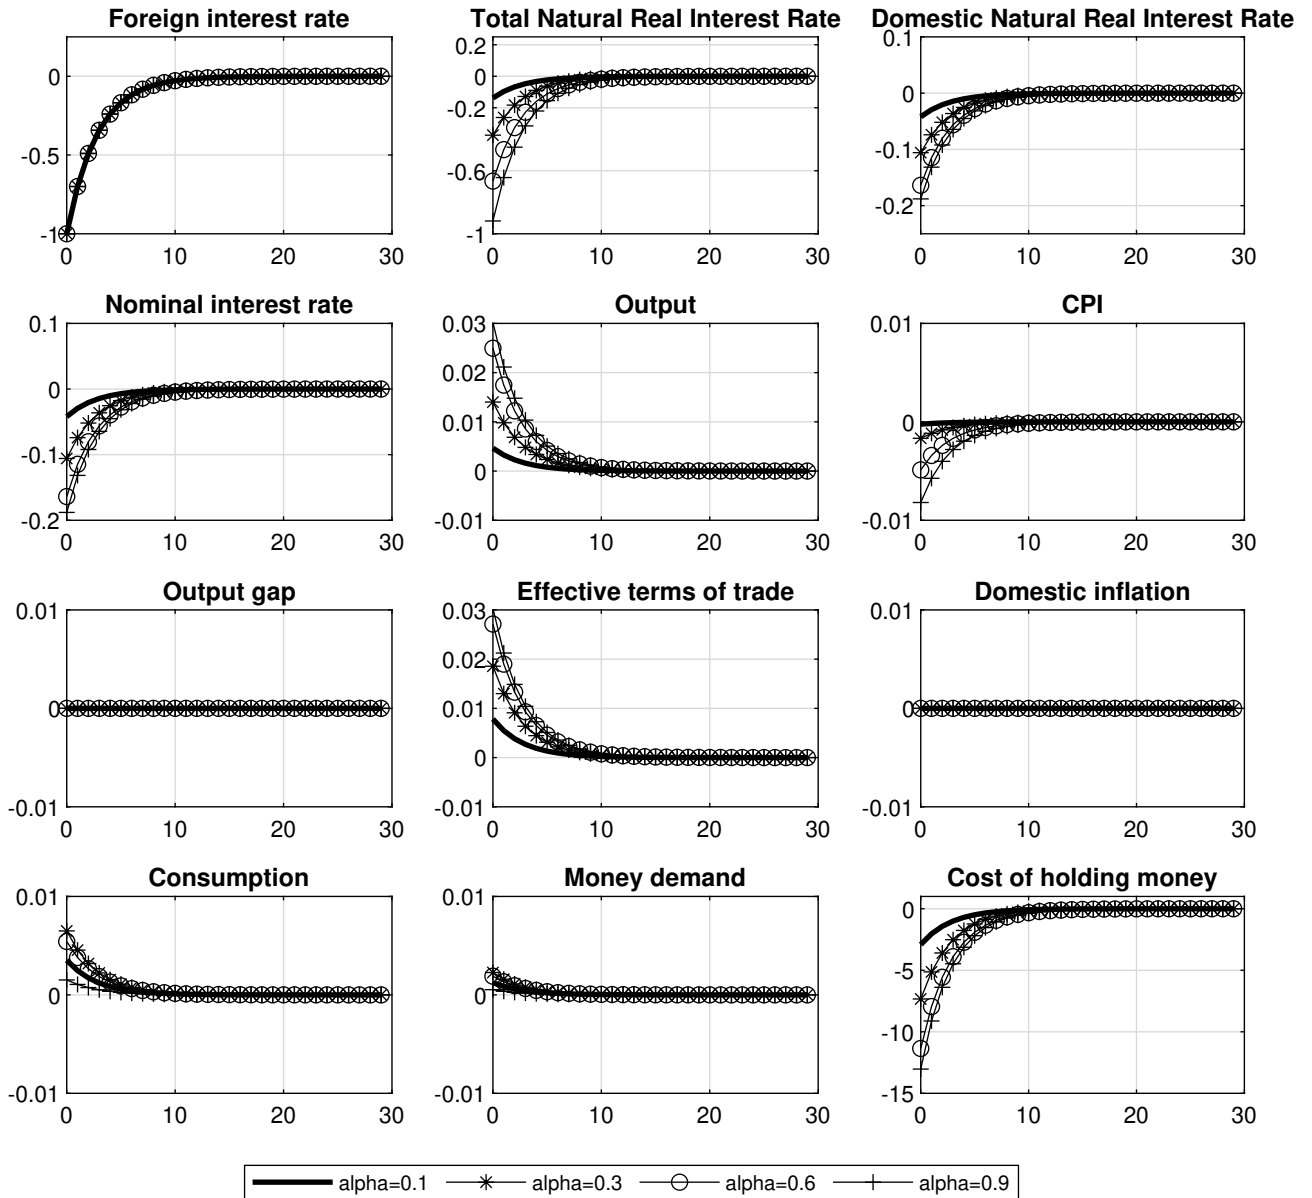 Foreign interest rate
0
-0.5
-1
0 10 20 30
Total Natural Real Interest Rate
0.2
0
-0.2
-0.6
-1
0 10 20 30
Domestic Natural Real Interest Rate
0.1
0
-0.1
-0.2
0 10 20 30
Nominal interest rate
0.1
0
-0.1
-0.2
0 10 20 30
Output
0.03
0.02
0.01
0
-0.01
0 10 20 30
CPI
0.01
0
-0.01
0 10 20 30
Output gap
0.01
0
-0.01
0 10 20 30
Effective terms of trade
0.03
0.02
0.01
0
-0.01
0 10 20 30
Domestic inflation
0.01
0
-0.01
0 10 20 30
Consumption
0.01
0
-0.01
0 10 20 30
Money demand
0.01
0
-0.01
0 10 20 30
Cost of holding money
0
-5
-10
-15
0 10 20 30
alpha=0.1 alpha=0.3 alpha=0.6 alpha=0.9